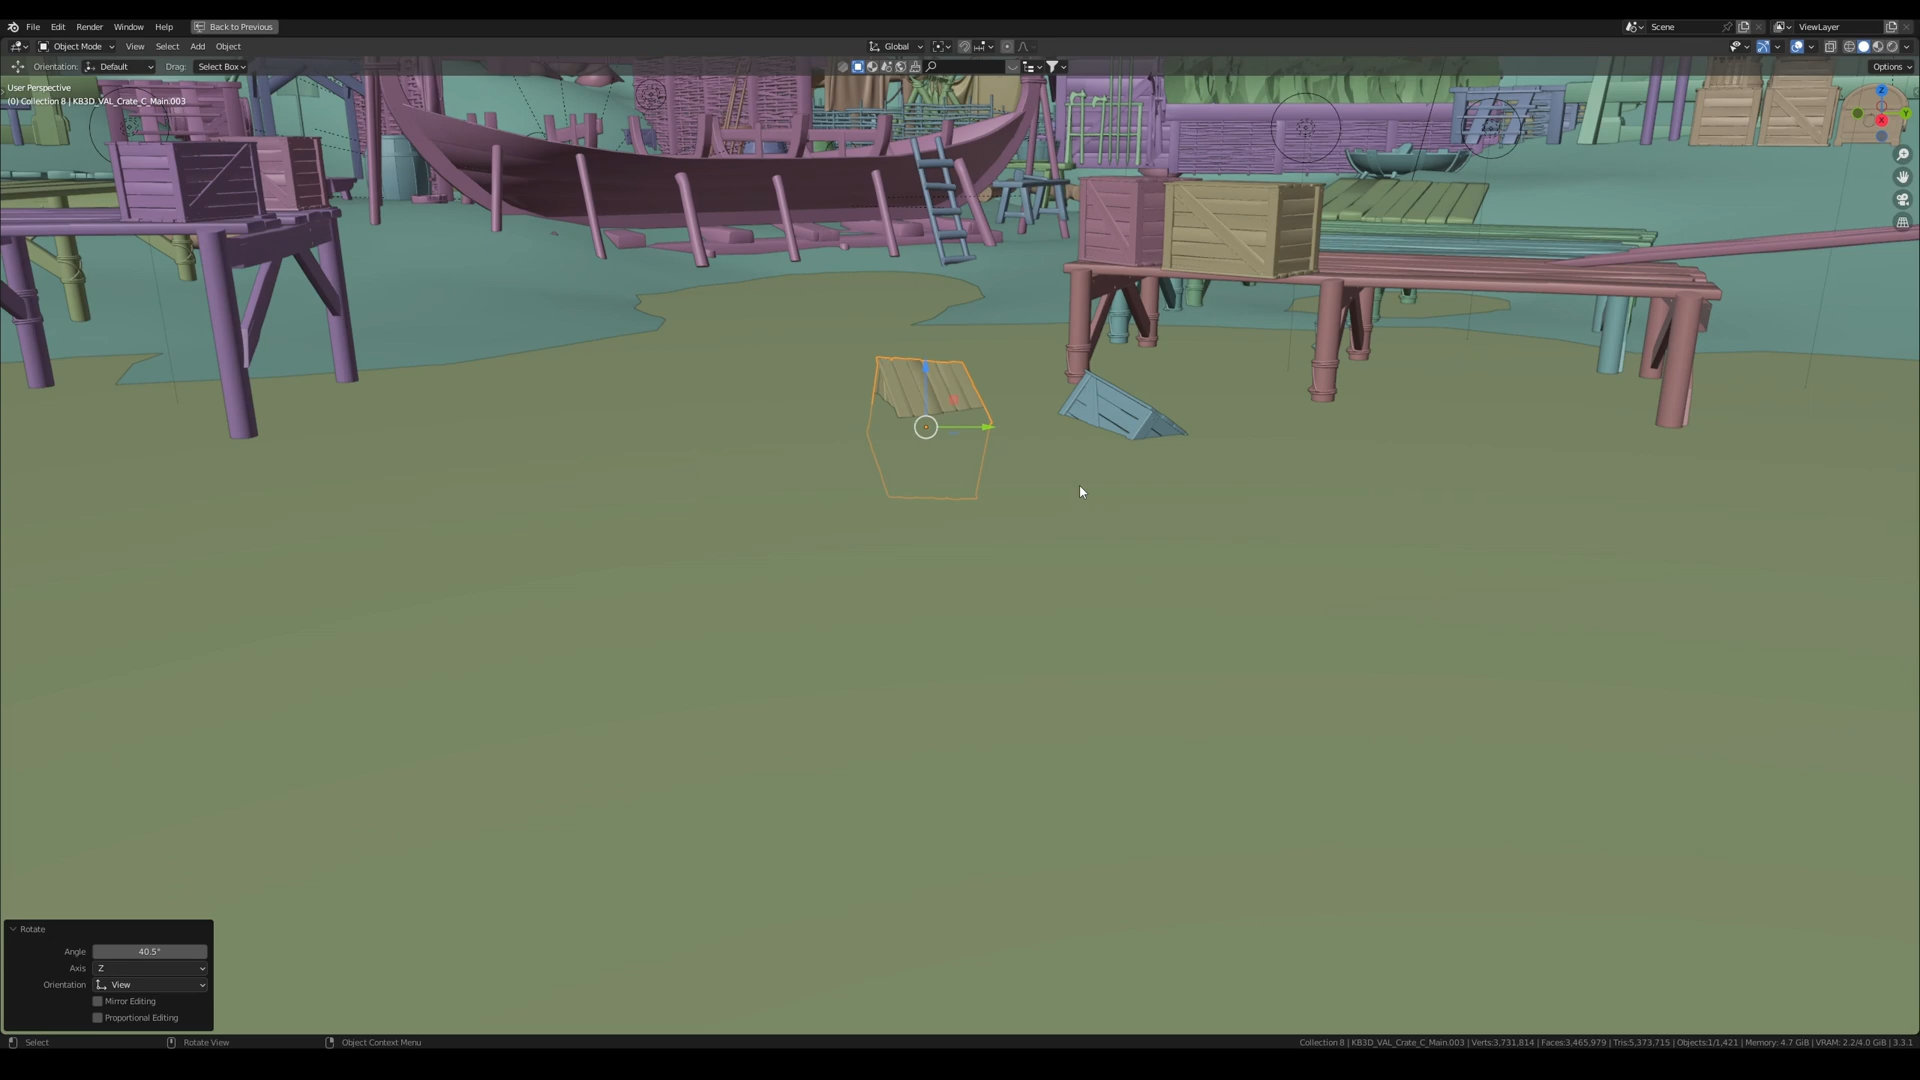 File Edit Render Window Help Back to Previous Scene ViewLayer
Object Mode View Select Add Object Global
Orientation: Default Drag: Select Box Options
User Perspective
(0) Collection 8 | KB3D_VAL_Crate_C_Main.003
Z
Y
X
Rotate
Angle 40.5°
Axis Z
Orientation View
Mirror Editing
Proportional Editing
Select Rotate View Object Context Menu Collection 8 | KB3D_VAL_Crate_C_Main.003 | Verts:3,731,814 | Faces:3,465,979 | Tris:5,373,715 | Objects:1/1,421 | Memory: 4.7 GiB | VRAM: 2.2/4.0 GiB | 3.3.1